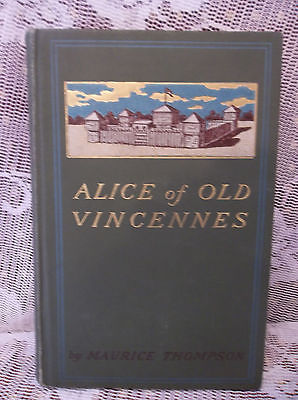 ALICE of OLD
VINCENNES
by MAURICE THOMPSON